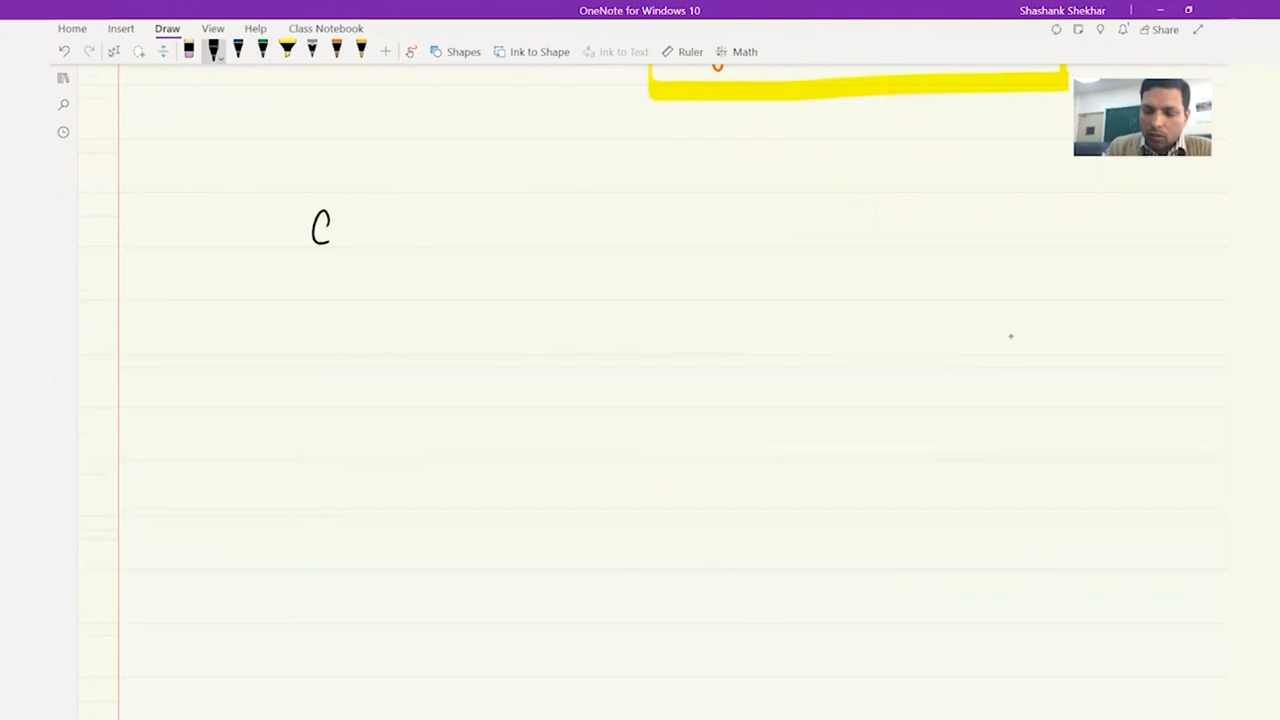 OneNote for Windows 10
Shashank Shekhar
Home Insert Draw View Help Class Notebook
Share
Shapes Ink to Shape Ink to Text Ruler Math
C